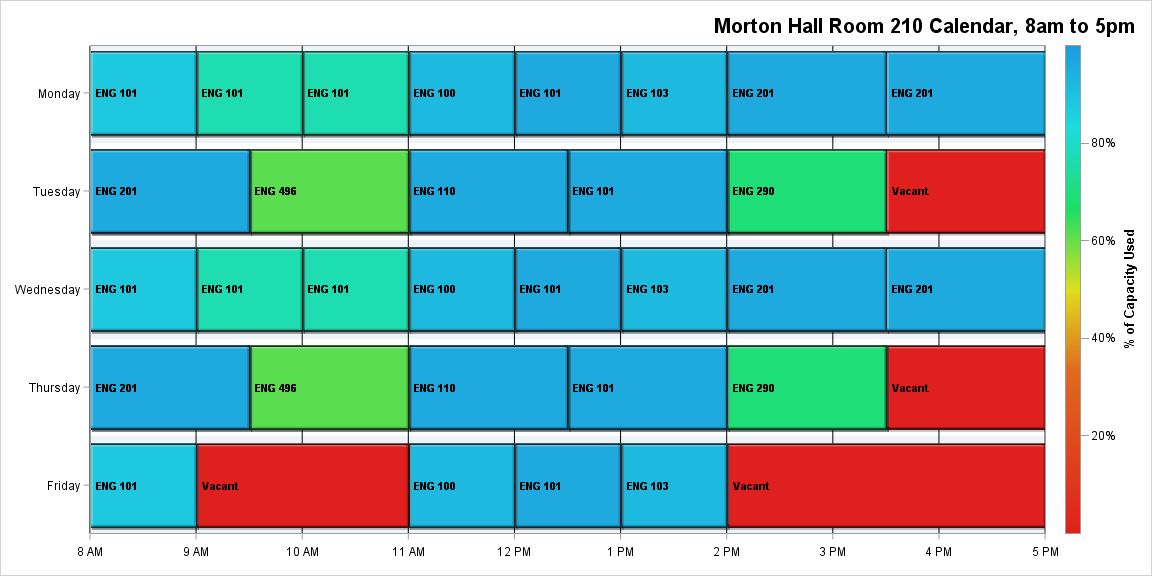 Morton Hall Room 210 Calendar, 8am to 5pm
Monday
ENG 101
ENG 101
ENG 101
ENG 100
ENG 101
ENG 103
ENG 201
ENG 201
Tuesday
ENG 201
ENG 496
ENG 110
ENG 101
ENG 290
Vacant
Wednesday
ENG 101
ENG 101
ENG 101
ENG 100
ENG 101
ENG 103
ENG 201
ENG 201
Thursday
ENG 201
ENG 496
ENG 110
ENG 101
ENG 290
Vacant
Friday
ENG 101
Vacant
ENG 100
ENG 101
ENG 103
Vacant
8 AM
9 AM
10 AM
11 AM
12 PM
1 PM
2 PM
3 PM
4 PM
5 PM
80%
60%
40%
20%
% of Capacity Used